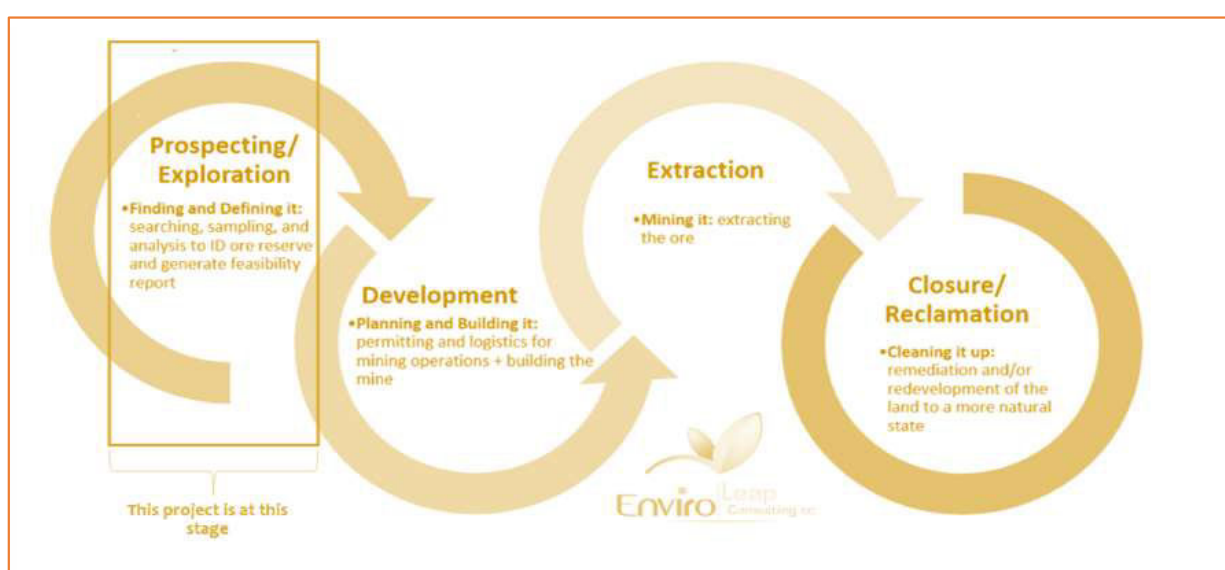 Prospecting/
Exploration
•Finding and Defining it:
searching, sampling, and
analysis to ID ore reserve
and generate feasibility
report
Development
•Planning and Building it:
permitting and logistics for
mining operations + building the
mine
Extraction
•Mining it: extracting
the ore
Closure/
Reclamation
•Cleaning it up:
remediation and/or
redevelopment of the
land to a more natural
state
This project is at this
stage
Enviro Leap
Consulting cc